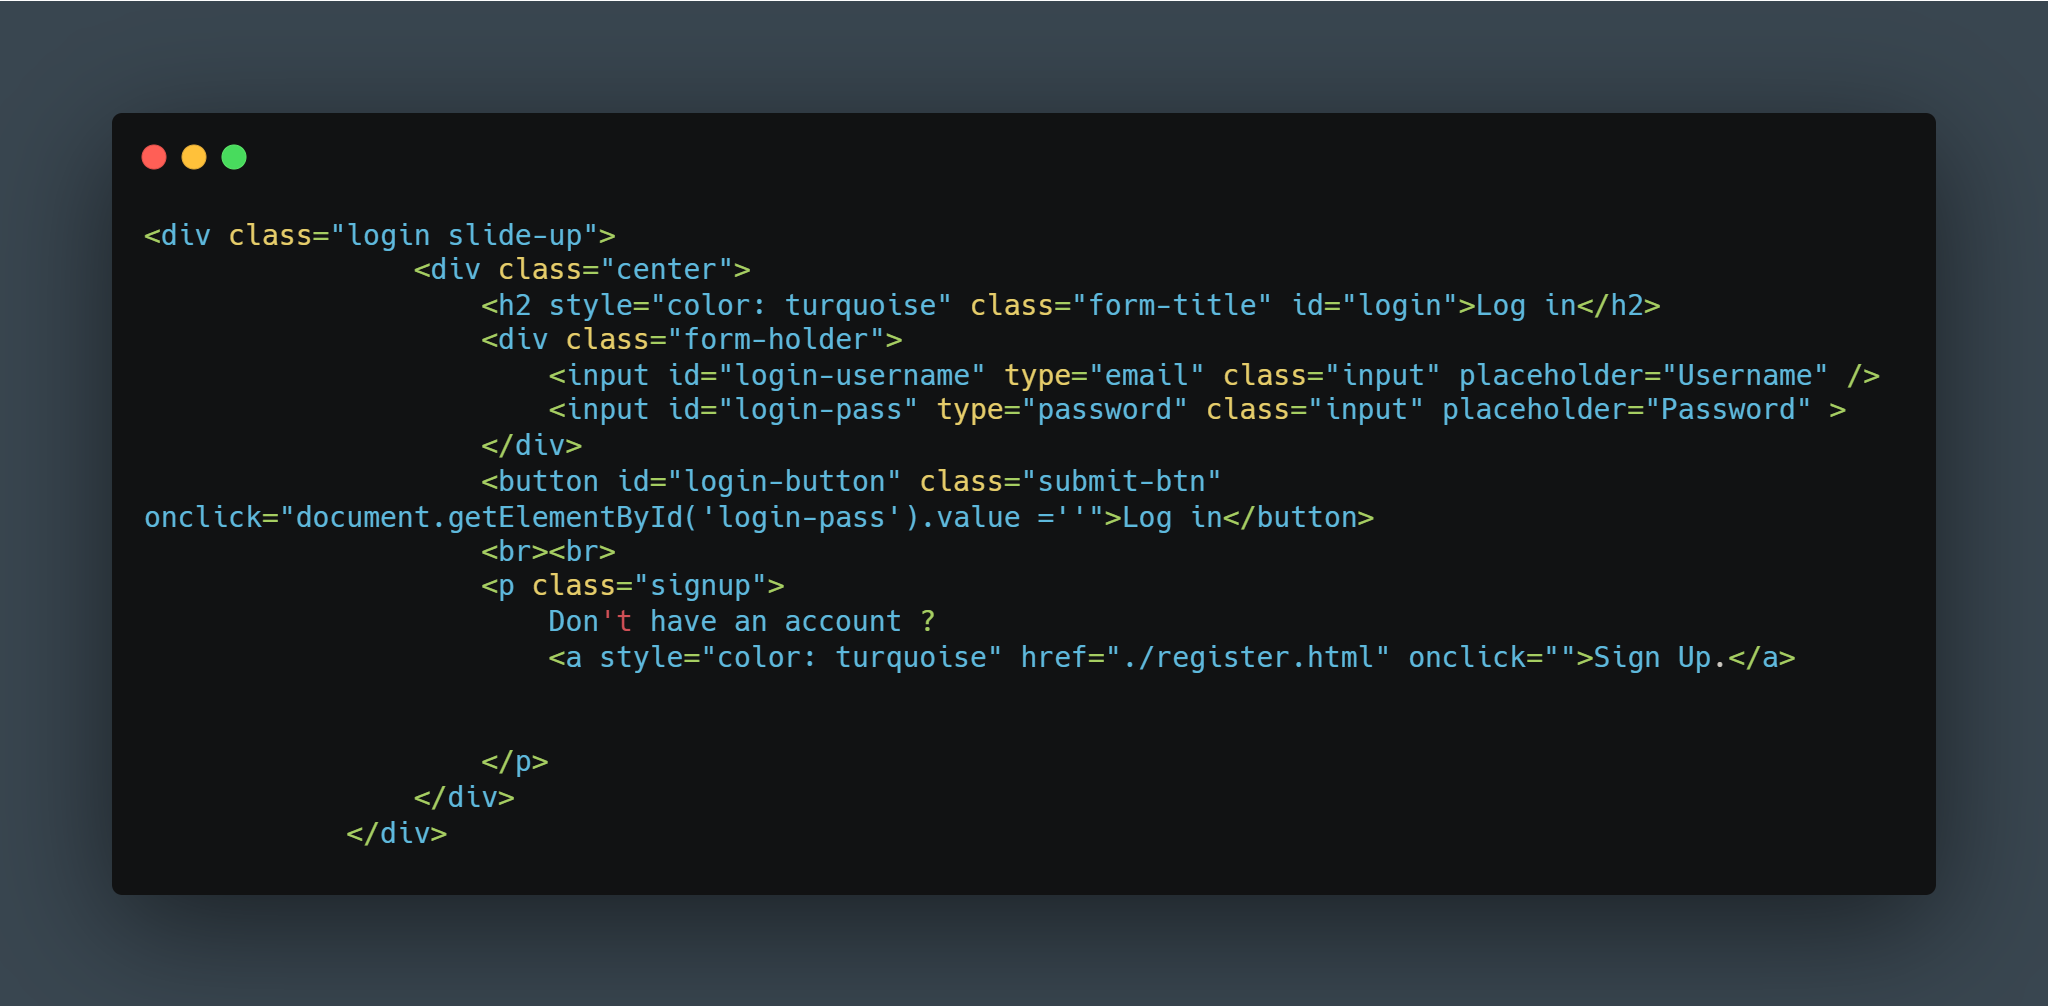 <div class="login slide-up">
                <div class="center">
                    <h2 style="color: turquoise" class="form-title" id="login">Log in</h2>
                    <div class="form-holder">
                        <input id="login-username" type="email" class="input" placeholder="Username" />
                        <input id="login-pass" type="password" class="input" placeholder="Password" >
                    </div>
                    <button id="login-button" class="submit-btn"
onclick="document.getElementById('login-pass').value =''">Log in</button>
                    <br><br>
                    <p class="signup">
                        Don't have an account ?
                        <a style="color: turquoise" href="./register.html" onclick="">Sign Up.</a>
                    </p>
                </div>
            </div>